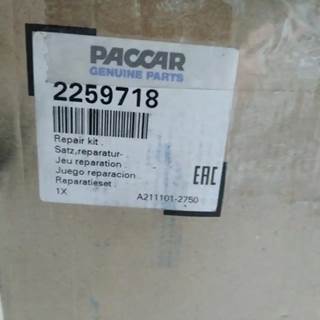 PACCAR
GENUINE PARTS
2259718
Repair kit .
Satz,reparatur-
Jeu reparation .
Juego reparacion .
Reparatieset .
1X
A211101-2750
EAC